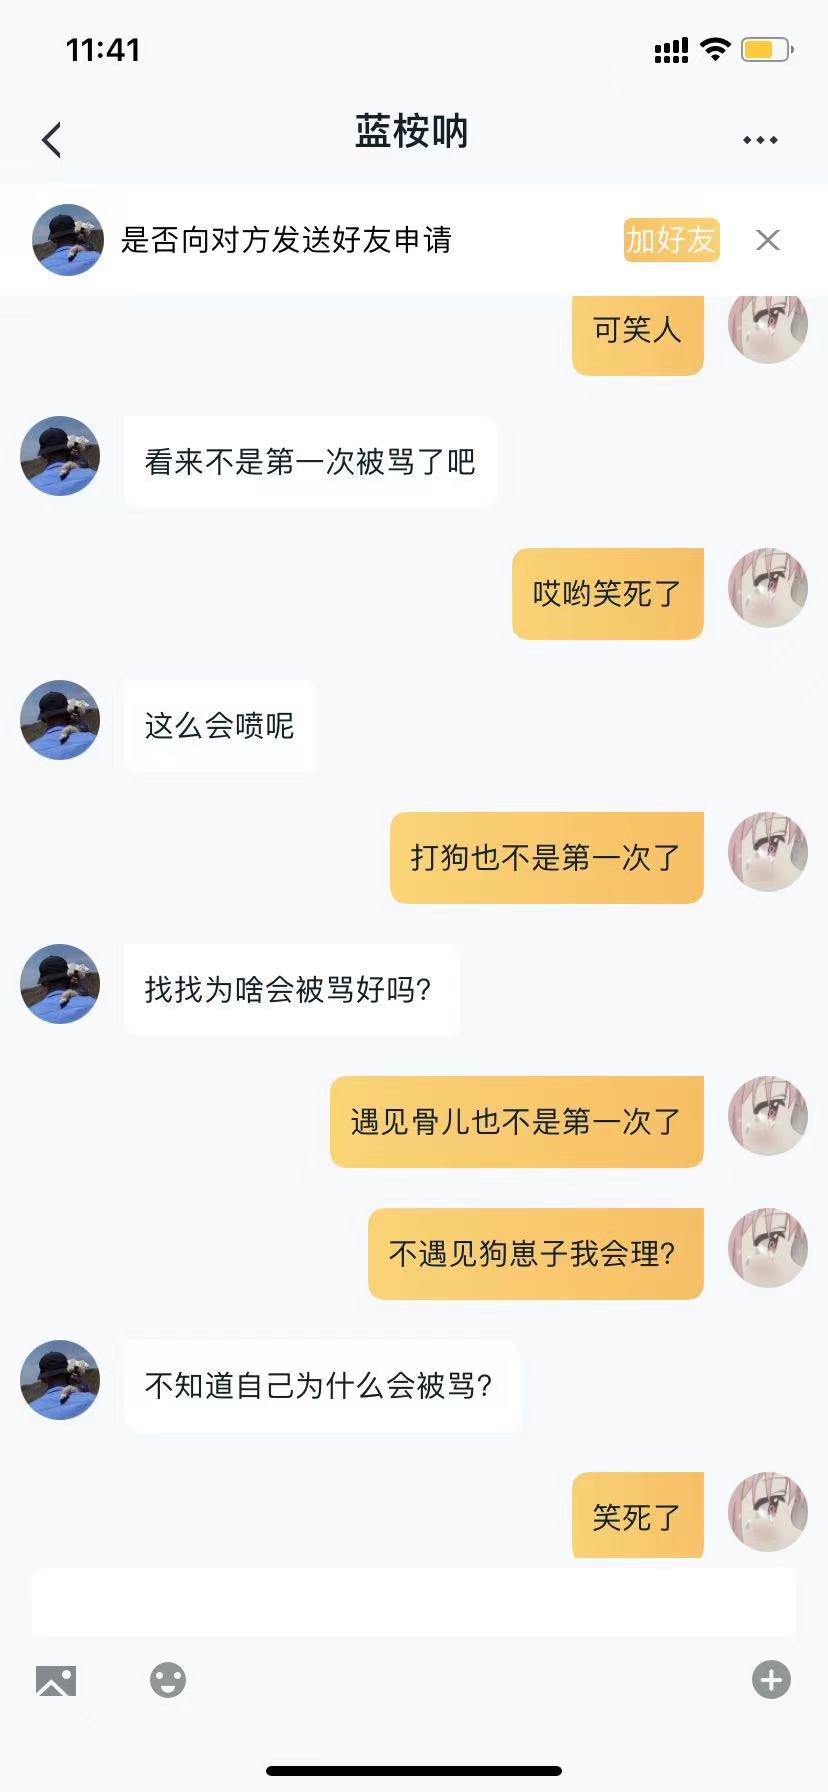 11:41
蓝桉呐
是否向对方发送好友申请
加好友
可笑人
看来不是第一次被骂了吧
哎哟笑死了
这么会喷呢
打狗也不是第一次了
找找为啥会被骂好吗?
遇见骨儿也不是第一次了
不遇见狗崽子我会理?
不知道自己为什么会被骂?
笑死了